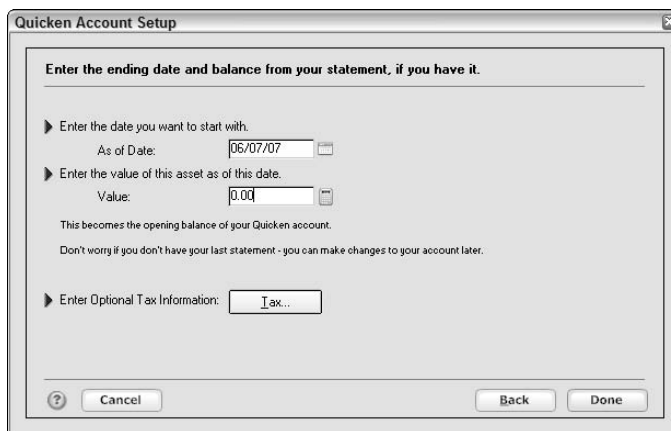 Quicken Account Setup
Enter the ending date and balance from your statement, if you have it.
Enter the date you want to start with.
As of Date: 06/07/07
Enter the value of this asset as of this date.
Value: 0.00
This becomes the opening balance of your Quicken account.
Don't worry if you don't have your last statement - you can make changes to your account later.
Enter Optional Tax Information: Tax...
? Cancel Back Done